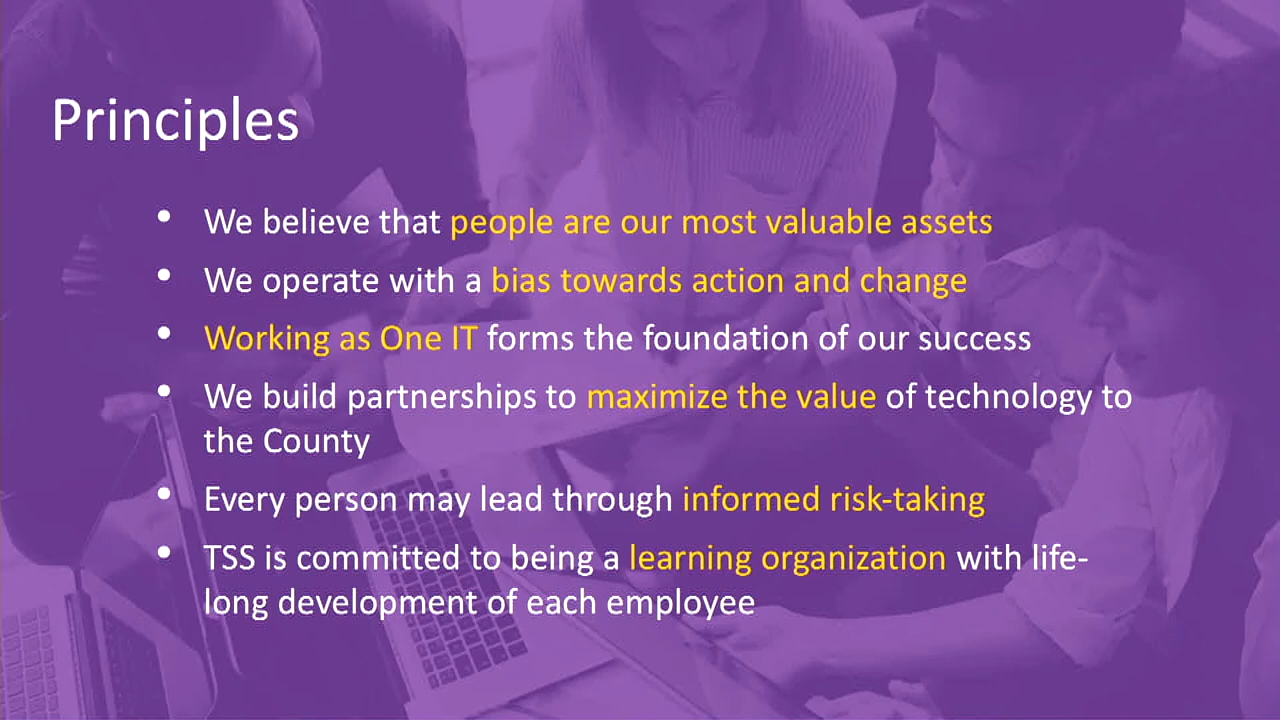 Principles
• We believe that people are our most valuable assets
• We operate with a bias towards action and change
• Working as One IT forms the foundation of our success
• We build partnerships to maximize the value of technology to
the County
• Every person may lead through informed risk-taking
• TSS is committed to being a learning organization with life-
long development of each employee